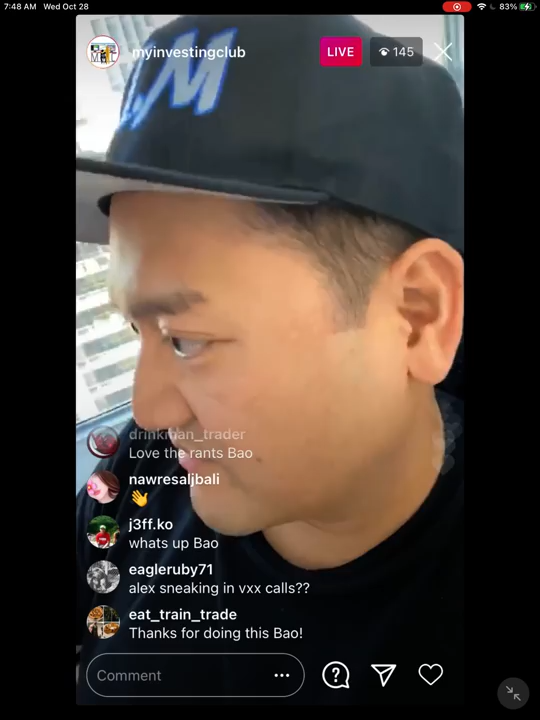 7:48 AM Wed Oct 28
83%
myinvestingclub
LIVE
145
M
drinkman_trader
Love the rants Bao
nawresaljbali
👋
j3ff.ko
whats up Bao
eagleruby71
alex sneaking in vxx calls??
eat_train_trade
Thanks for doing this Bao!
Comment